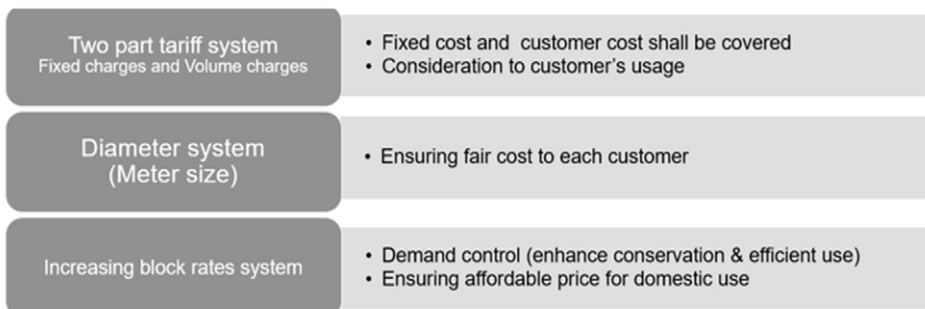 Two part tariff system
Fixed charges and Volume charges
• Fixed cost and customer cost shall be covered
• Consideration to customer's usage
Diameter system
(Meter size)
• Ensuring fair cost to each customer
Increasing block rates system
• Demand control (enhance conservation & efficient use)
• Ensuring affordable price for domestic use